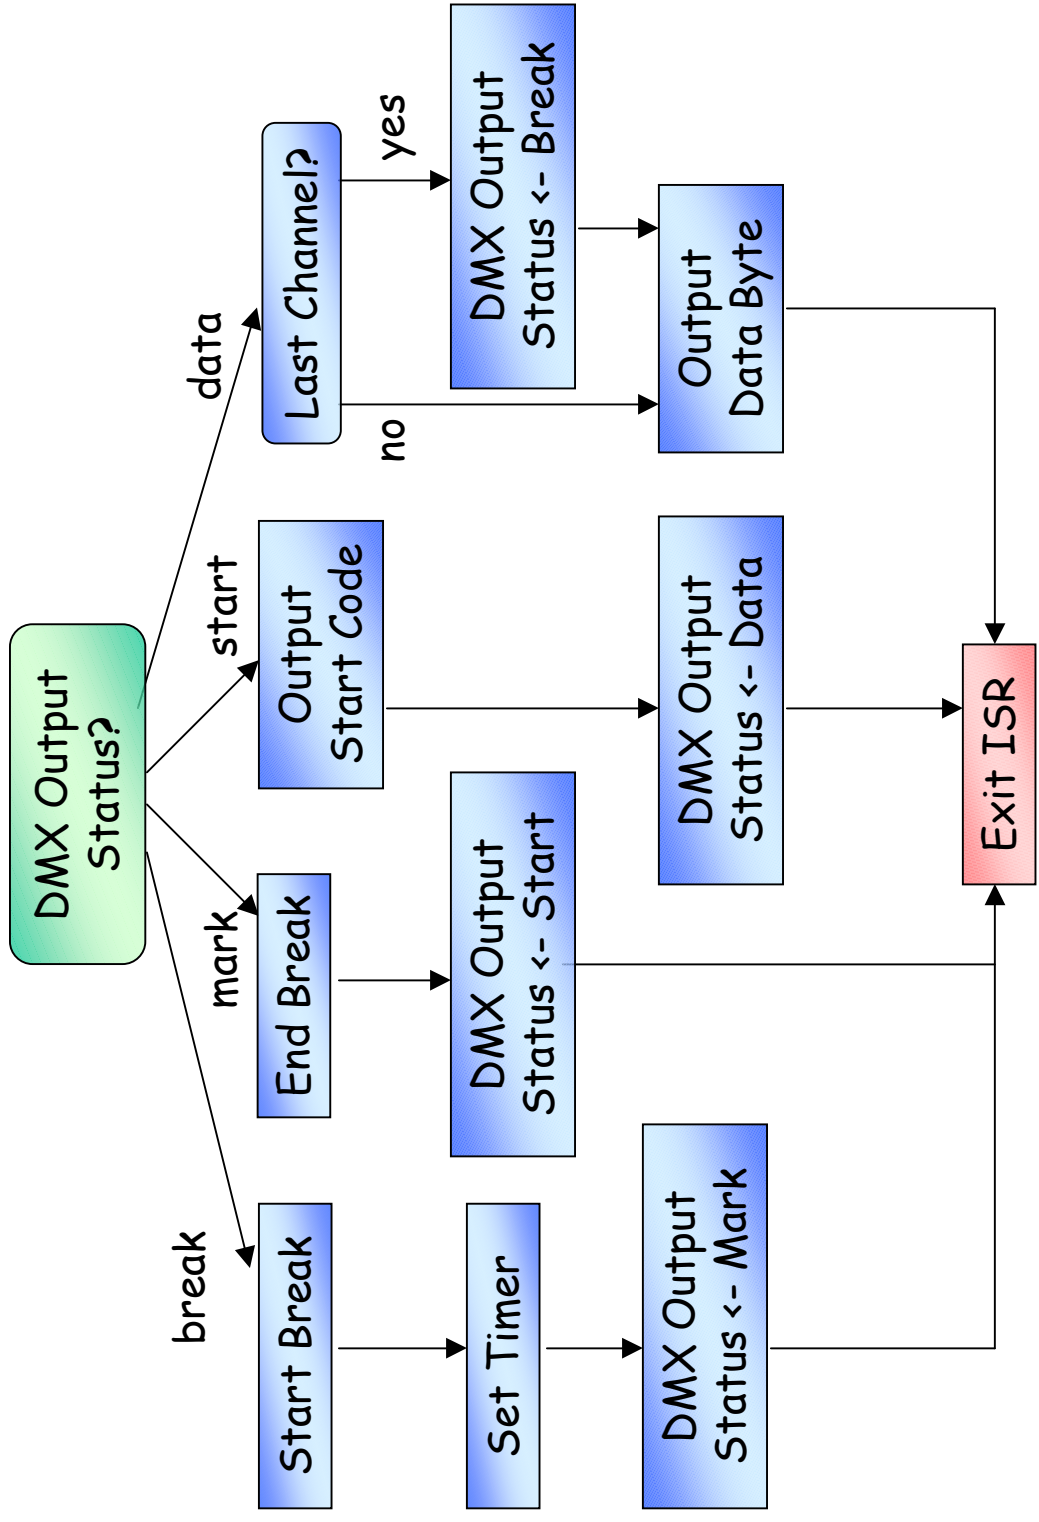 DMX Output
Status?
break
mark
start
data
Start Break
End Break
Output
Start Code
Last Channel?
no
yes
Set Timer
DMX Output
Status <- Start
DMX Output
Status <- Break
DMX Output
Status <- Mark
DMX Output
Status <- Data
Output
Data Byte
Exit ISR